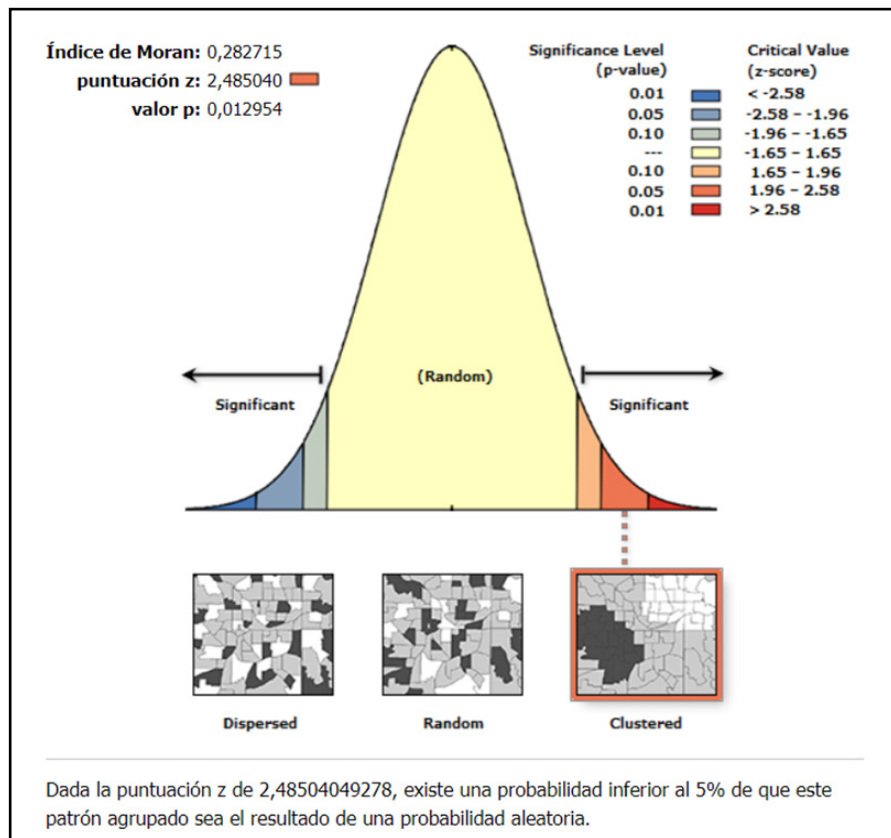 Índice de Moran: 0,282715
puntuación z: 2,485040
valor p: 0,012954
Significance Level Critical Value
(p-value) (z-score)
0.01 < -2.58
0.05 -2.58 – -1.96
0.10 -1.96 – -1.65
--- -1.65 – 1.65
0.10 1.65 – 1.96
0.05 1.96 – 2.58
0.01 > 2.58
Significant (Random) Significant
Dispersed Random Clustered
Dada la puntuación z de 2,48504049278, existe una probabilidad inferior al 5% de que este
patrón agrupado sea el resultado de una probabilidad aleatoria.